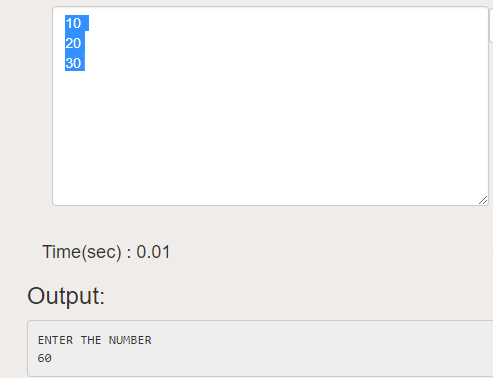 10
20
30
Time(sec) : 0.01
Output:
ENTER THE NUMBER
60